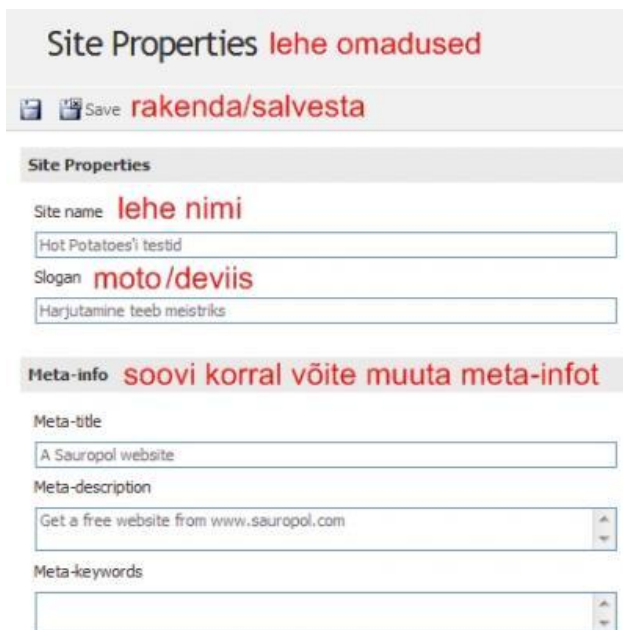 Site Properties lehe omadused
Save rakenda/salvesta
Site Properties
Site name lehe nimi
Hot Potatoes'i testid
Slogan moto/deviis
Harjutamine teeb meistriks
Meta-info soovi korral võite muuta meta-infot
Meta-title
A Sauropol website
Meta-description
Get a free website from www.sauropol.com
Meta-keywords